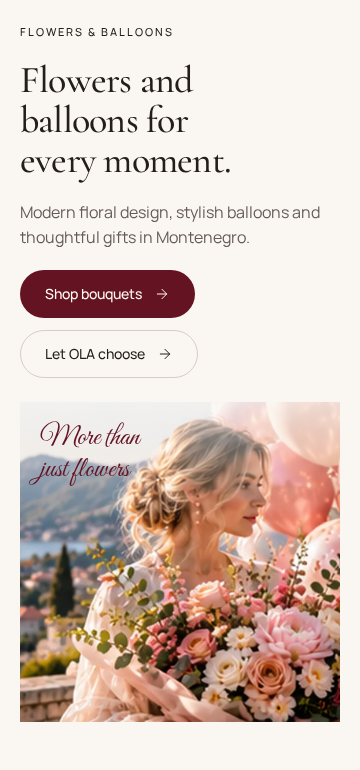 FLOWERS & BALLOONS
Flowers and
balloons for
every moment.
Modern floral design, stylish balloons and
thoughtful gifts in Montenegro.
Shop bouquets →
Let OLA choose →
More than
just flowers